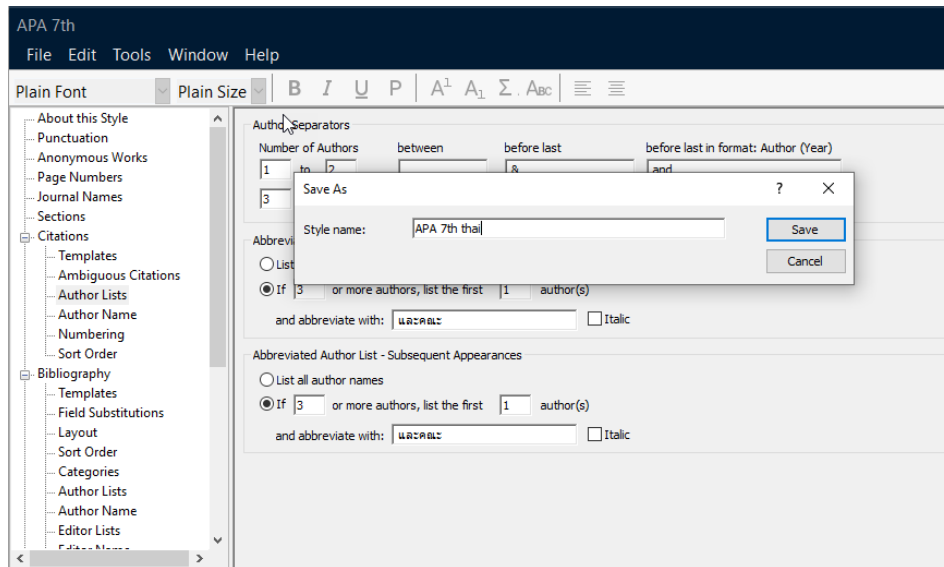 APA 7th
File Edit Tools Window Help
Plain Font Plain Size B I U P A1 A1 Σ ABC
About this Style
Punctuation
Anonymous Works
Page Numbers
Journal Names
Sections
Citations
Templates
Ambiguous Citations
Author Lists
Author Name
Numbering
Sort Order
Bibliography
Templates
Field Substitutions
Layout
Sort Order
Categories
Author Lists
Author Name
Editor Lists
Editor Name
Author Separators
Number of Authors between before last before last in format: Author (Year)
1 to 2 & and
3
Save As ? X
Style name: APA 7th thai Save
Cancel
List
If 3 or more authors, list the first 1 author(s)
and abbreviate with: และคณะ Italic
Abbreviated Author List - Subsequent Appearances
List all author names
If 3 or more authors, list the first 1 author(s)
and abbreviate with: และคณะ Italic